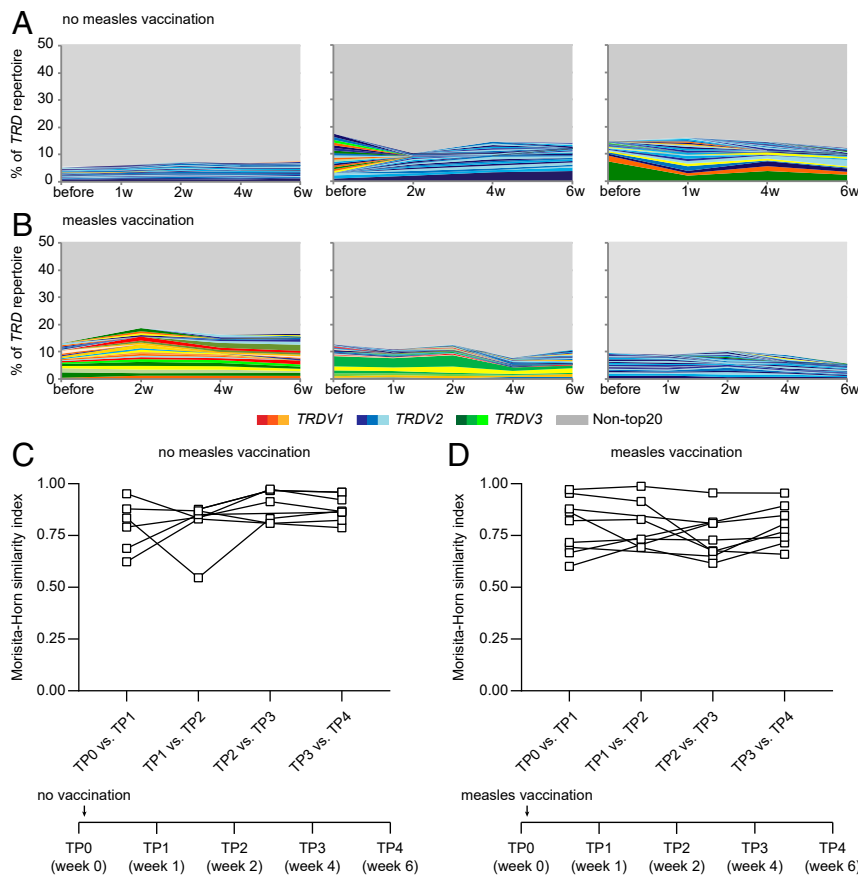 A no measles vaccination
% of TRD repertoire
50
40
30
20
10
0
before 1w 2w 4w 6w
before 2w 4w 6w
before 1w 2w 4w 6w
B measles vaccination
% of TRD repertoire
50
40
30
20
10
0
before 2w 4w 6w
before 1w 2w 4w 6w
before 1w 2w 4w 6w
TRDV1 TRDV2 TRDV3 Non-top20
C no measles vaccination
Morisita-Horn similarity index
1.00
0.75
0.50
0.25
0.00
TP0 vs. TP1
TP1 vs. TP2
TP2 vs. TP3
TP3 vs. TP4
no vaccination
TP0 TP1 TP2 TP3 TP4
(week 0) (week 1) (week 2) (week 4) (week 6)
D measles vaccination
Morisita-Horn similarity index
1.00
0.75
0.50
0.25
0.00
TP0 vs. TP1
TP1 vs. TP2
TP2 vs. TP3
TP3 vs. TP4
measles vaccination
TP0 TP1 TP2 TP3 TP4
(week 0) (week 1) (week 2) (week 4) (week 6)